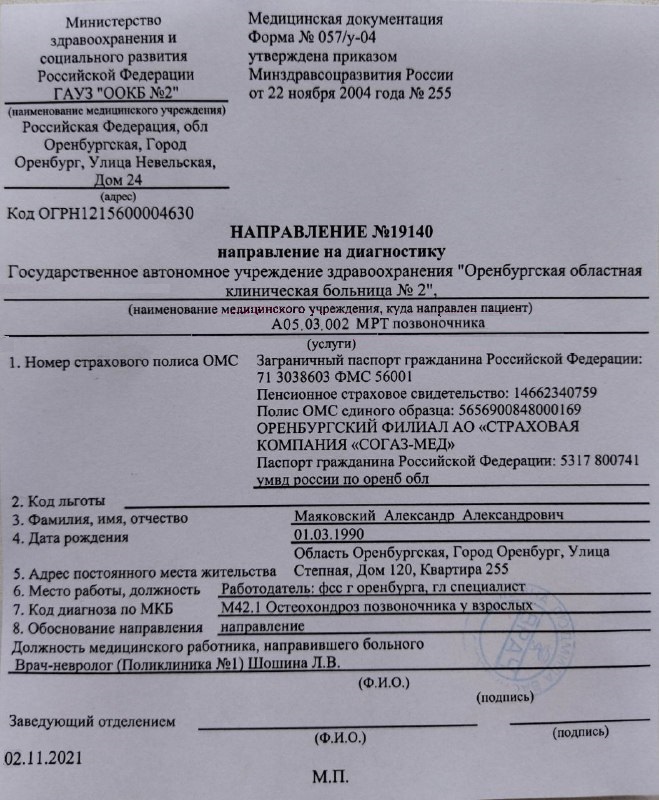 Министерство
здравоохранения и
социального развития
Российской Федерации
ГАУЗ "ООКБ №2"
(наименование медицинского учреждения)
Российская Федерация, обл
Оренбургская, Город
Оренбург, Улица Невельская,
Дом 24
(адрес)
Код ОГРН1215600004630
Медицинская документация
Форма № 057/у-04
утверждена приказом
Минздравсоцразвития России
от 22 ноября 2004 года № 255
НАПРАВЛЕНИЕ №19140
направление на диагностику
Государственное автономное учреждение здравоохранения "Оренбургская областная
клиническая больница № 2",
(наименование медицинского учреждения, куда направлен пациент)
A05.03.002 МРТ позвоночника
(услуги)
1. Номер страхового полиса ОМС Заграничный паспорт гражданина Российской Федерации:
71 3038603 ФМС 56001
Пенсионное страховое свидетельство: 14662340759
Полис ОМС единого образца: 5656900848000169
ОРЕНБУРГСКИЙ ФИЛИАЛ АО «СТРАХОВАЯ
КОМПАНИЯ «СОГАЗ-МЕД»
Паспорт гражданина Российской Федерации: 5317 800741
умвд россии по оренб обл
2. Код льготы
3. Фамилия, имя, отчество Маяковский Александр Александрович
4. Дата рождения 01.03.1990
Область Оренбургская, Город Оренбург, Улица
5. Адрес постоянного места жительства Степная, Дом 120, Квартира 255
6. Место работы, должность Работодатель: фсс г оренбурга, гл специалист
7. Код диагноза по МКБ М42.1 Остеохондроз позвоночника у взрослых
8. Обоснование направления направление
Должность медицинского работника, направившего больного
Врач-невролог (Поликлиника №1) Шошина Л.В.
(Ф.И.О.)
(подпись)
Заведующий отделением
(Ф.И.О.)
(подпись)
02.11.2021
М.П.